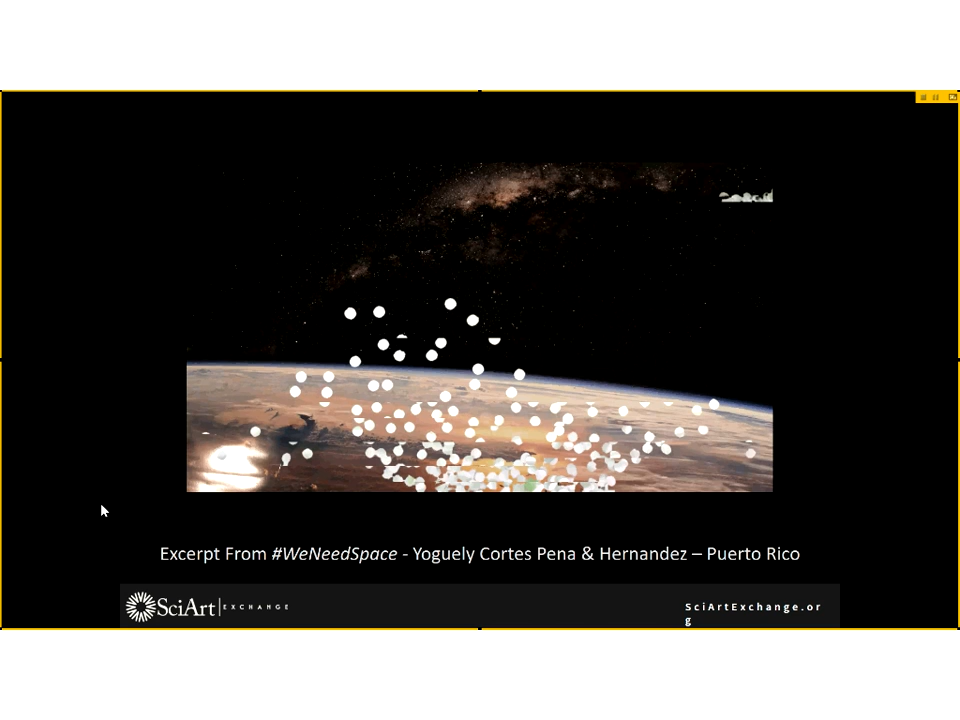 Excerpt From #WeNeedSpace - Yoguely Cortes Pena & Hernandez – Puerto Rico
SciArt EXCHANGE
SciArtExchange.or
g